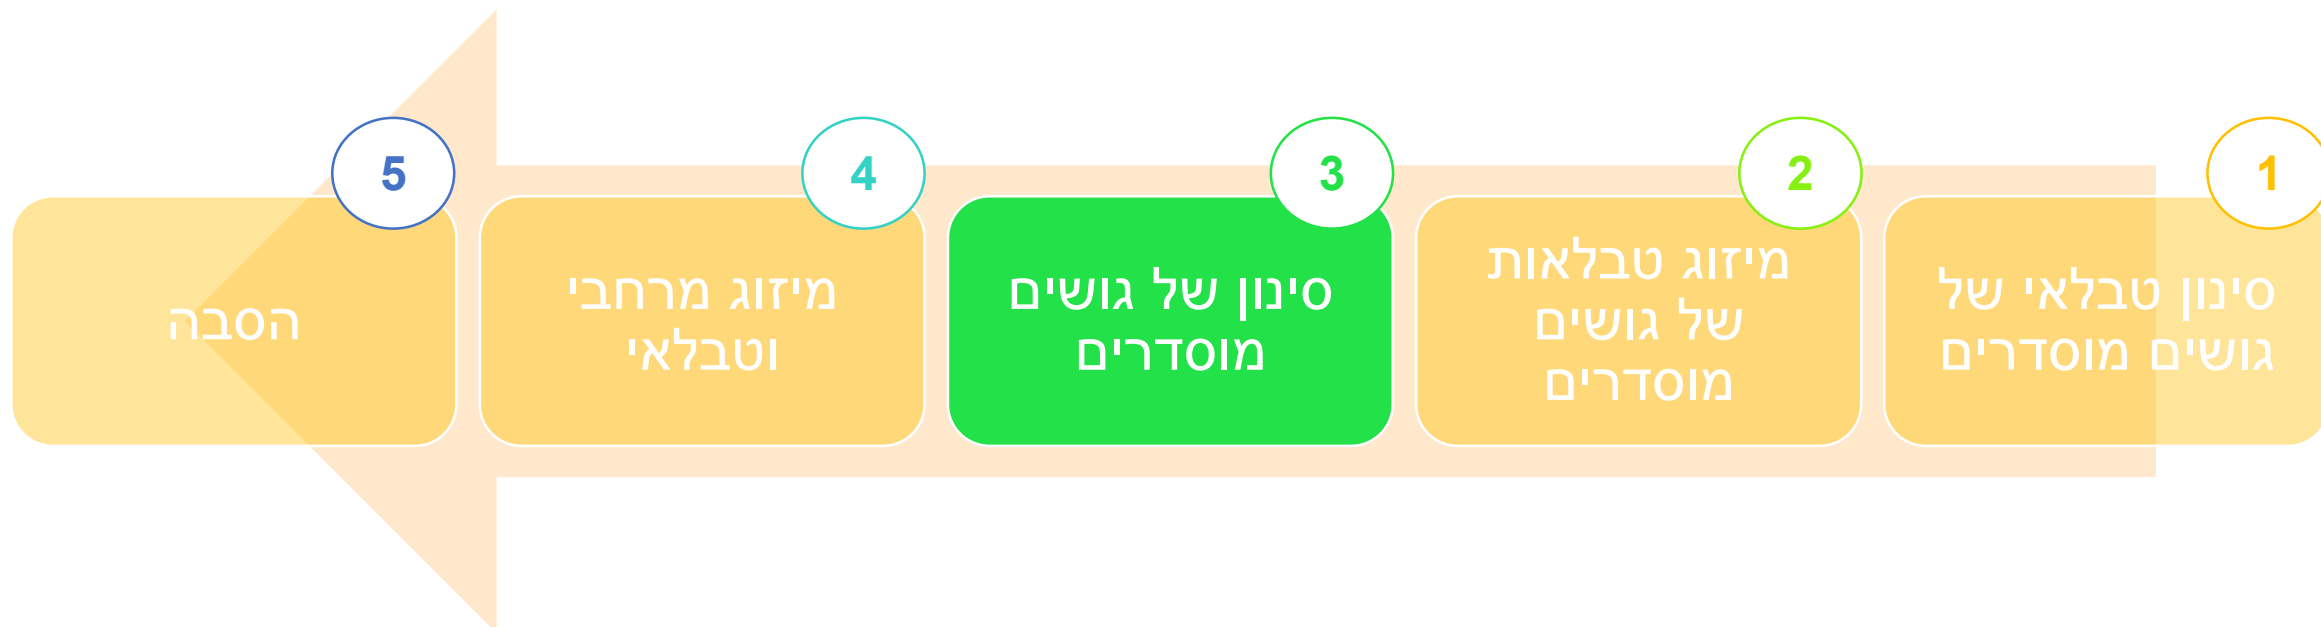 1
סינון טבלאי של
גושים מוסדרים
2
מיזוג טבלאות
של גושים
מוסדרים
3
סינון של גושים
מוסדרים
4
מיזוג מרחבי
וטבלאי
5
הסבה